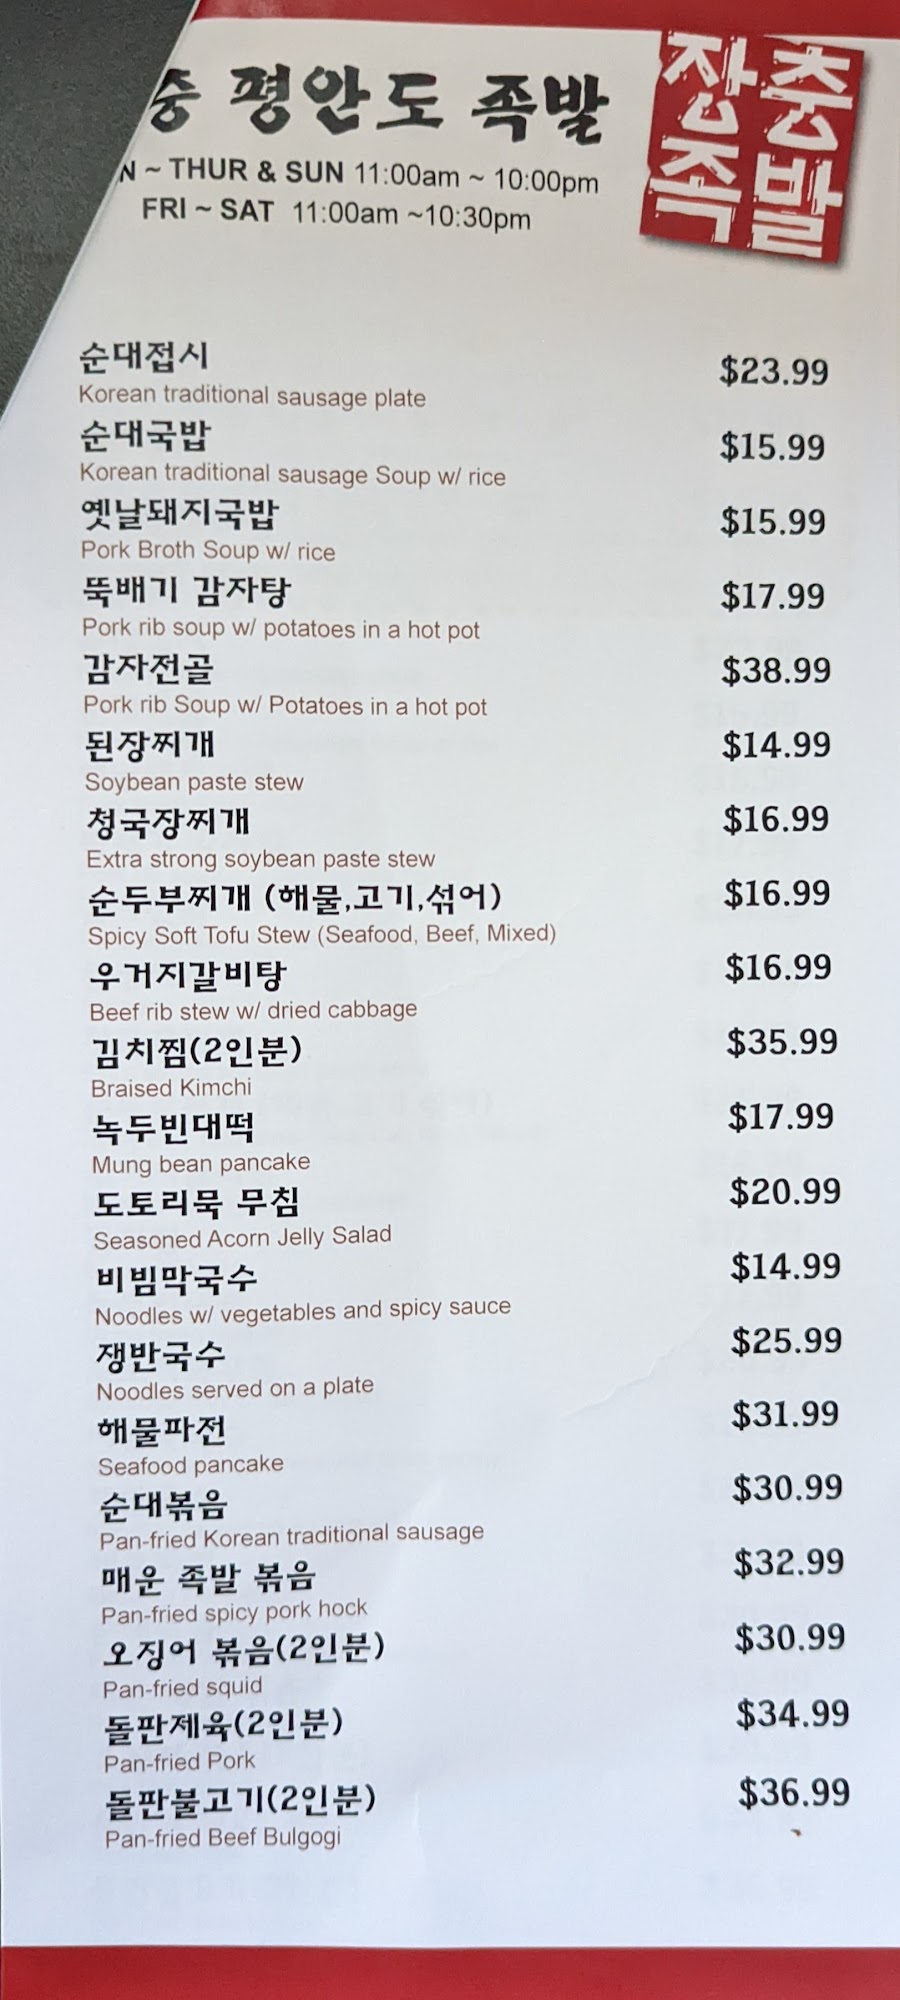 충 평안도 족발
N ~ THUR & SUN 11:00am ~ 10:00pm
FRI ~ SAT 11:00am ~10:30pm
장충
족발
순대접시 $23.99
Korean traditional sausage plate
순대국밥 $15.99
Korean traditional sausage Soup w/ rice
옛날돼지국밥 $15.99
Pork Broth Soup w/ rice
뚝배기 감자탕 $17.99
Pork rib soup w/ potatoes in a hot pot
감자전골 $38.99
Pork rib Soup w/ Potatoes in a hot pot
된장찌개 $14.99
Soybean paste stew
청국장찌개 $16.99
Extra strong soybean paste stew
순두부찌개 (해물,고기,섞어) $16.99
Spicy Soft Tofu Stew (Seafood, Beef, Mixed)
우거지갈비탕 $16.99
Beef rib stew w/ dried cabbage
김치찜(2인분) $35.99
Braised Kimchi
녹두빈대떡 $17.99
Mung bean pancake
도토리묵 무침 $20.99
Seasoned Acorn Jelly Salad
비빔막국수 $14.99
Noodles w/ vegetables and spicy sauce
쟁반국수 $25.99
Noodles served on a plate
해물파전 $31.99
Seafood pancake
순대볶음 $30.99
Pan-fried Korean traditional sausage
매운 족발 볶음 $32.99
Pan-fried spicy pork hock
오징어 볶음(2인분) $30.99
Pan-fried squid
돌판제육(2인분) $34.99
Pan-fried Pork
돌판불고기(2인분) $36.99
Pan-fried Beef Bulgogi